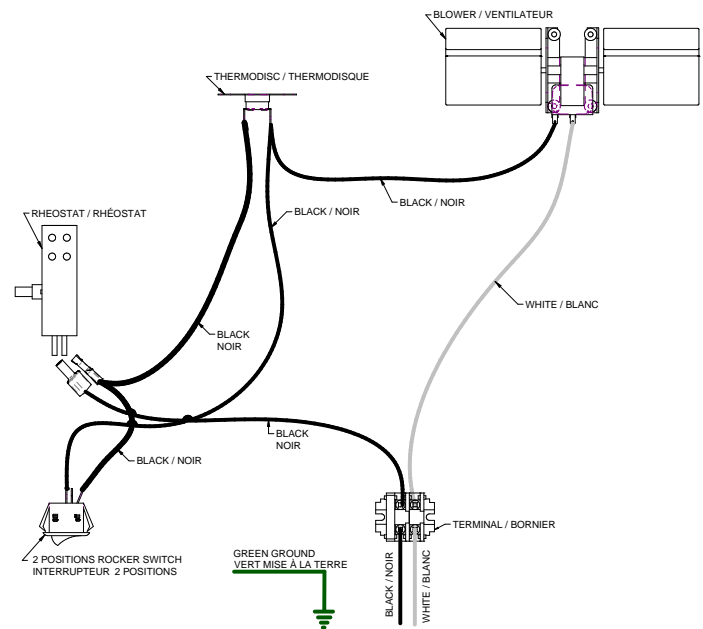 BLOWER / VENTILATEUR
THERMODISC / THERMODISQUE
BLACK / NOIR
BLACK / NOIR
RHEOSTAT / RHÉOSTAT
WHITE / BLANC
BLACK
NOIR
BLACK
NOIR
BLACK / NOIR
TERMINAL / BORNIER
2 POSITIONS ROCKER SWITCH
INTERRUPTEUR 2 POSITIONS
GREEN GROUND
VERT MISE À LA TERRE
BLACK / NOIR
WHITE / BLANC